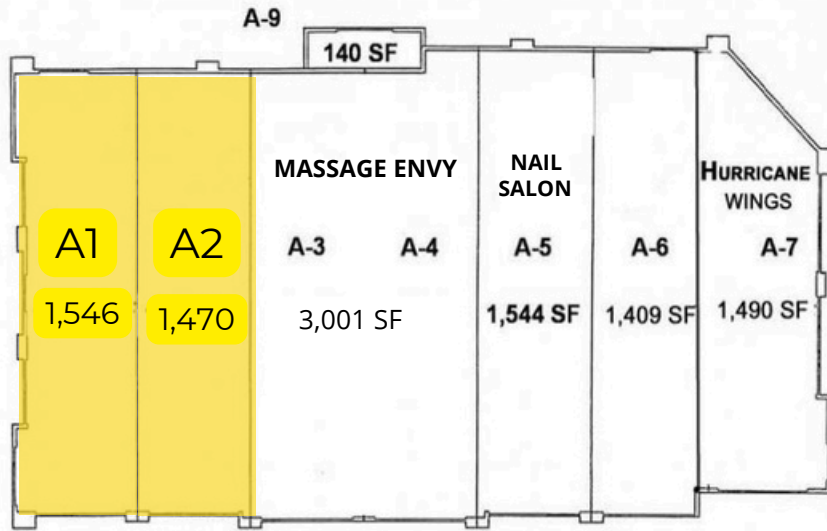 A-9
140 SF
MASSAGE ENVY
NAIL
SALON
HURRICANE
WINGS
A1
A2
A-3
A-4
A-5
A-6
A-7
1,546
1,470
3,001 SF
1,544 SF
1,409 SF
1,490 SF